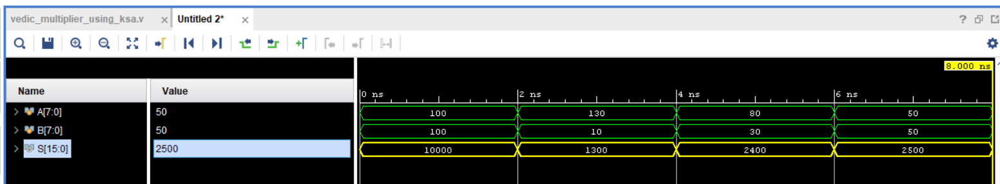 vedic_multiplier_using_ksa.v × Untitled 2* × ?
8.000 ns
Name Value
0 ns 2 ns 4 ns 6 ns
A[7:0] 50 100 130 80 50
B[7:0] 50 100 10 30 50
S[15:0] 2500 10000 1300 2400 2500